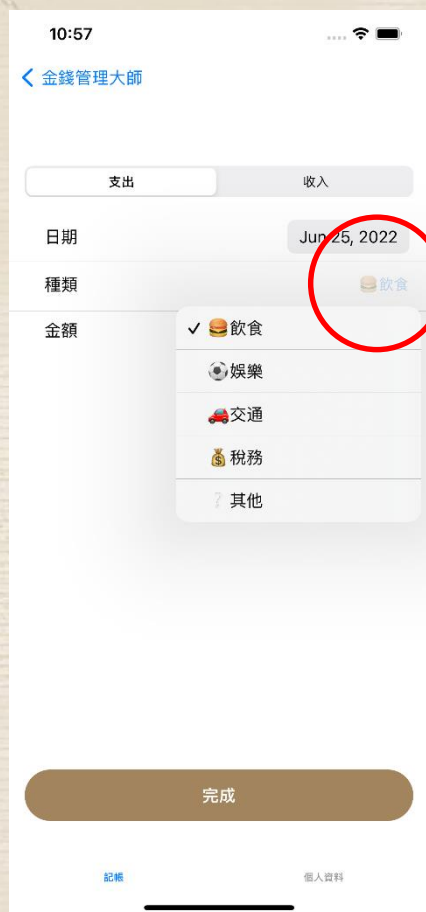 10:57
金錢管理大師
支出 收入
日期 Jun 25, 2022
種類 🍔飲食
金額
✓ 🍔飲食
⚽娛樂
🚗交通
💰稅務
❔其他
完成
記帳 個人資料